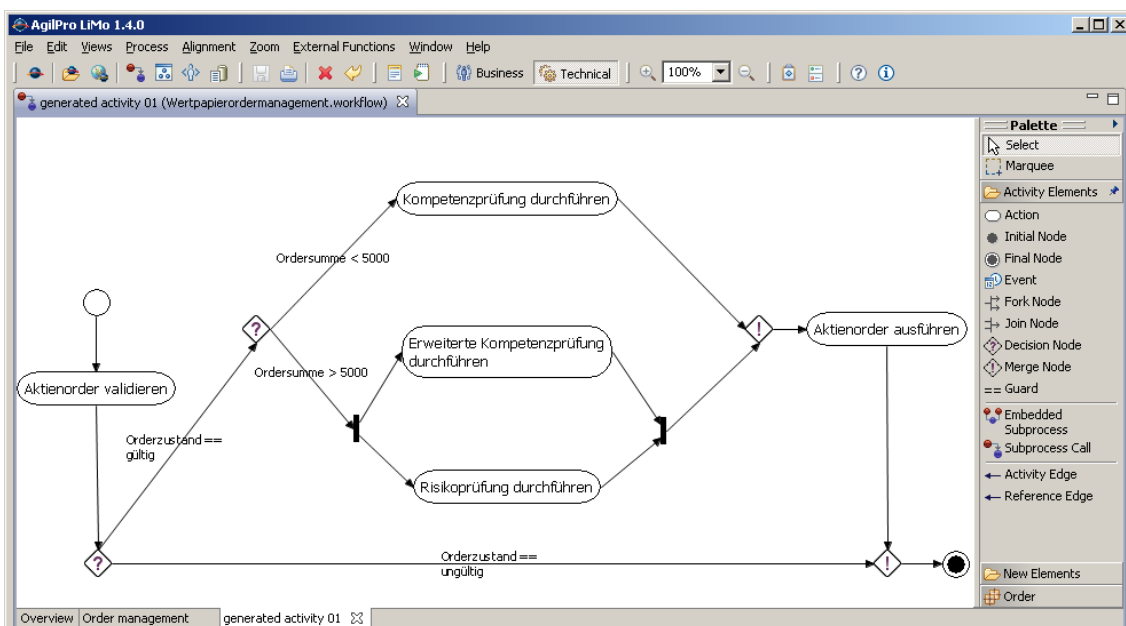 AgilPro LiMo 1.4.0
File Edit Views Process Alignment Zoom External Functions Window Help
Business Technical 100%
generated activity 01 (Wertpapierordermanagement.workflow)
Palette
Select
Marquee
Activity Elements
Action
Initial Node
Final Node
Event
Fork Node
Join Node
Decision Node
Merge Node
== Guard
Embedded
Subprocess
Subprocess Call
Activity Edge
Reference Edge
New Elements
Order
Kompetenzprüfung durchführen
Ordersumme < 5000
?
!
Aktienorder ausführen
Erweiterte Kompetenzprüfung
durchführen
Ordersumme > 5000
Aktienorder validieren
Orderzustand ==
gültig
Risikoprüfung durchführen
?
Orderzustand ==
ungültig
!
Overview Order management generated activity 01